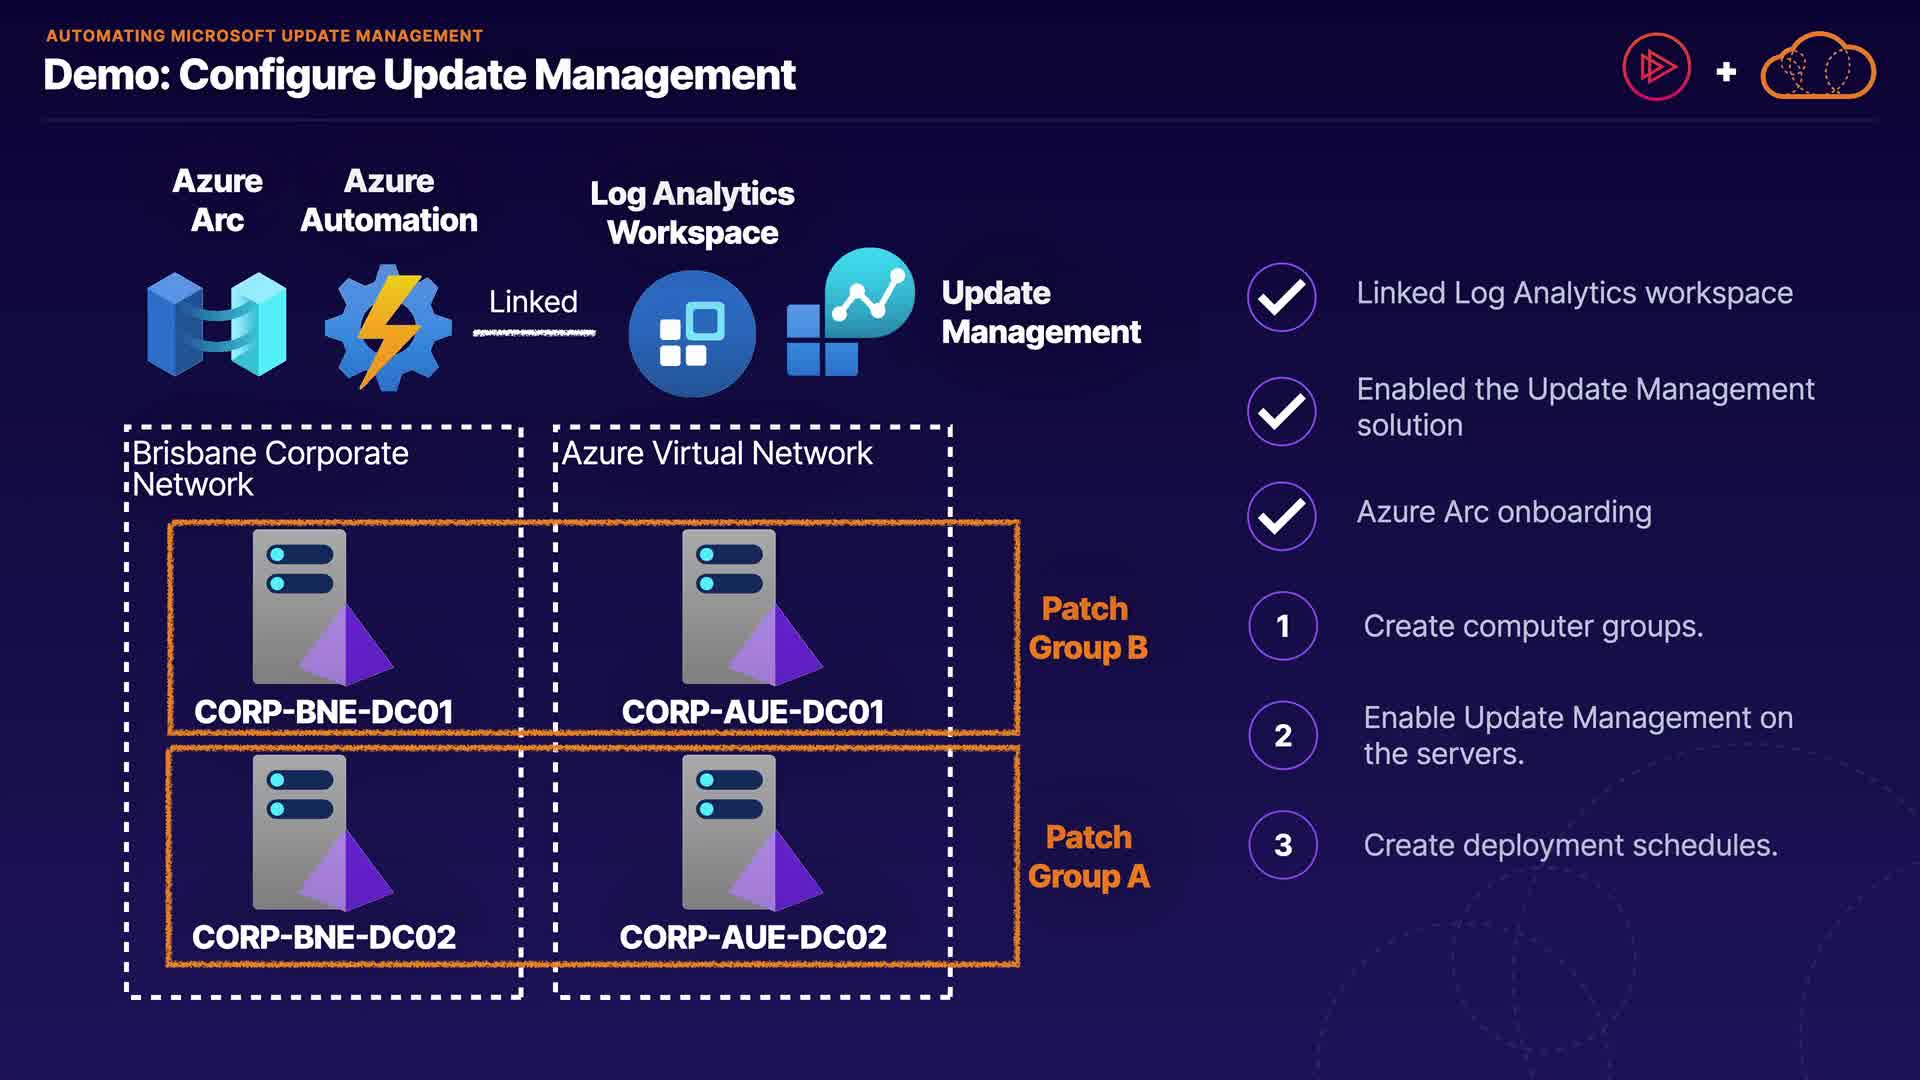 AUTOMATING MICROSOFT UPDATE MANAGEMENT
Demo: Configure Update Management
+
Azure
Arc
Azure
Automation
Linked
Log Analytics
Workspace
Update
Management
Brisbane Corporate
Network
Azure Virtual Network
CORP-BNE-DC01
CORP-AUE-DC01
Patch
Group B
CORP-BNE-DC02
CORP-AUE-DC02
Patch
Group A
Linked Log Analytics workspace
Enabled the Update Management
solution
Azure Arc onboarding
1 Create computer groups.
2 Enable Update Management on
the servers.
3 Create deployment schedules.